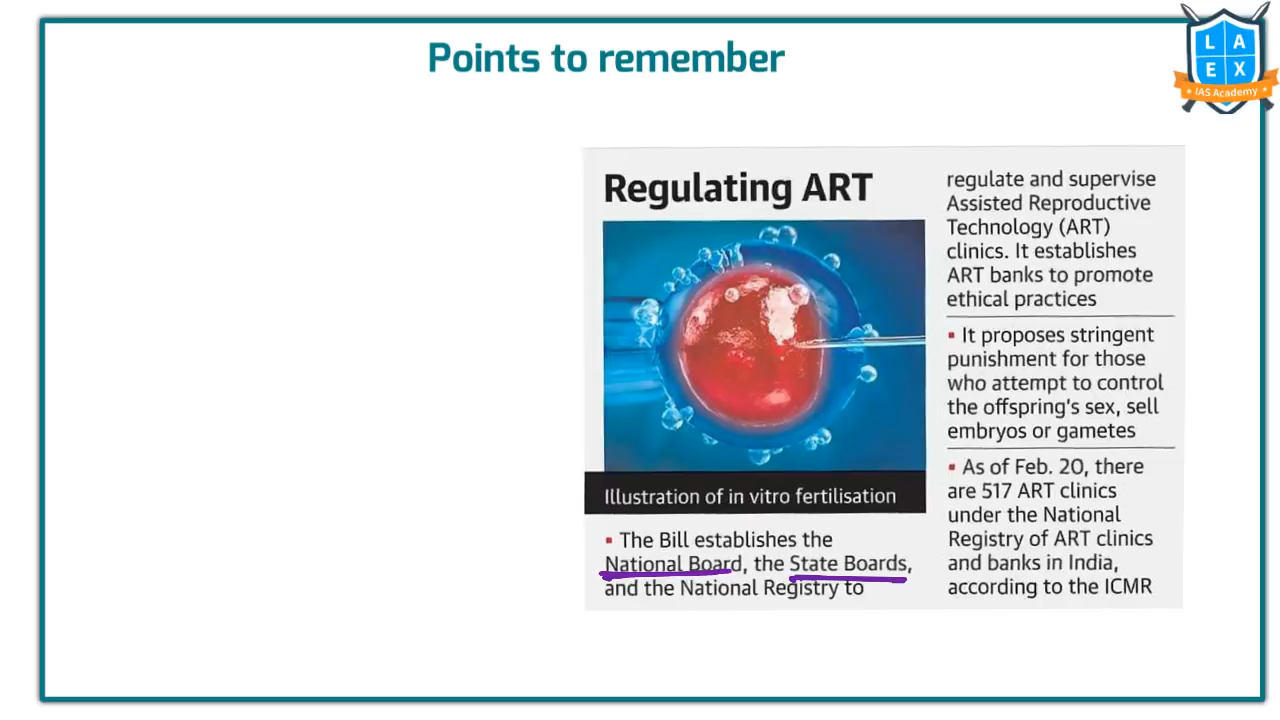 Points to remember
L A
E X
IAS Academy
Regulating ART
Illustration of in vitro fertilisation
▪ The Bill establishes the
National Board, the State Boards,
and the National Registry to
regulate and supervise
Assisted Reproductive
Technology (ART)
clinics. It establishes
ART banks to promote
ethical practices
▪ It proposes stringent
punishment for those
who attempt to control
the offspring's sex, sell
embryos or gametes
▪ As of Feb. 20, there
are 517 ART clinics
under the National
Registry of ART clinics
and banks in India,
according to the ICMR